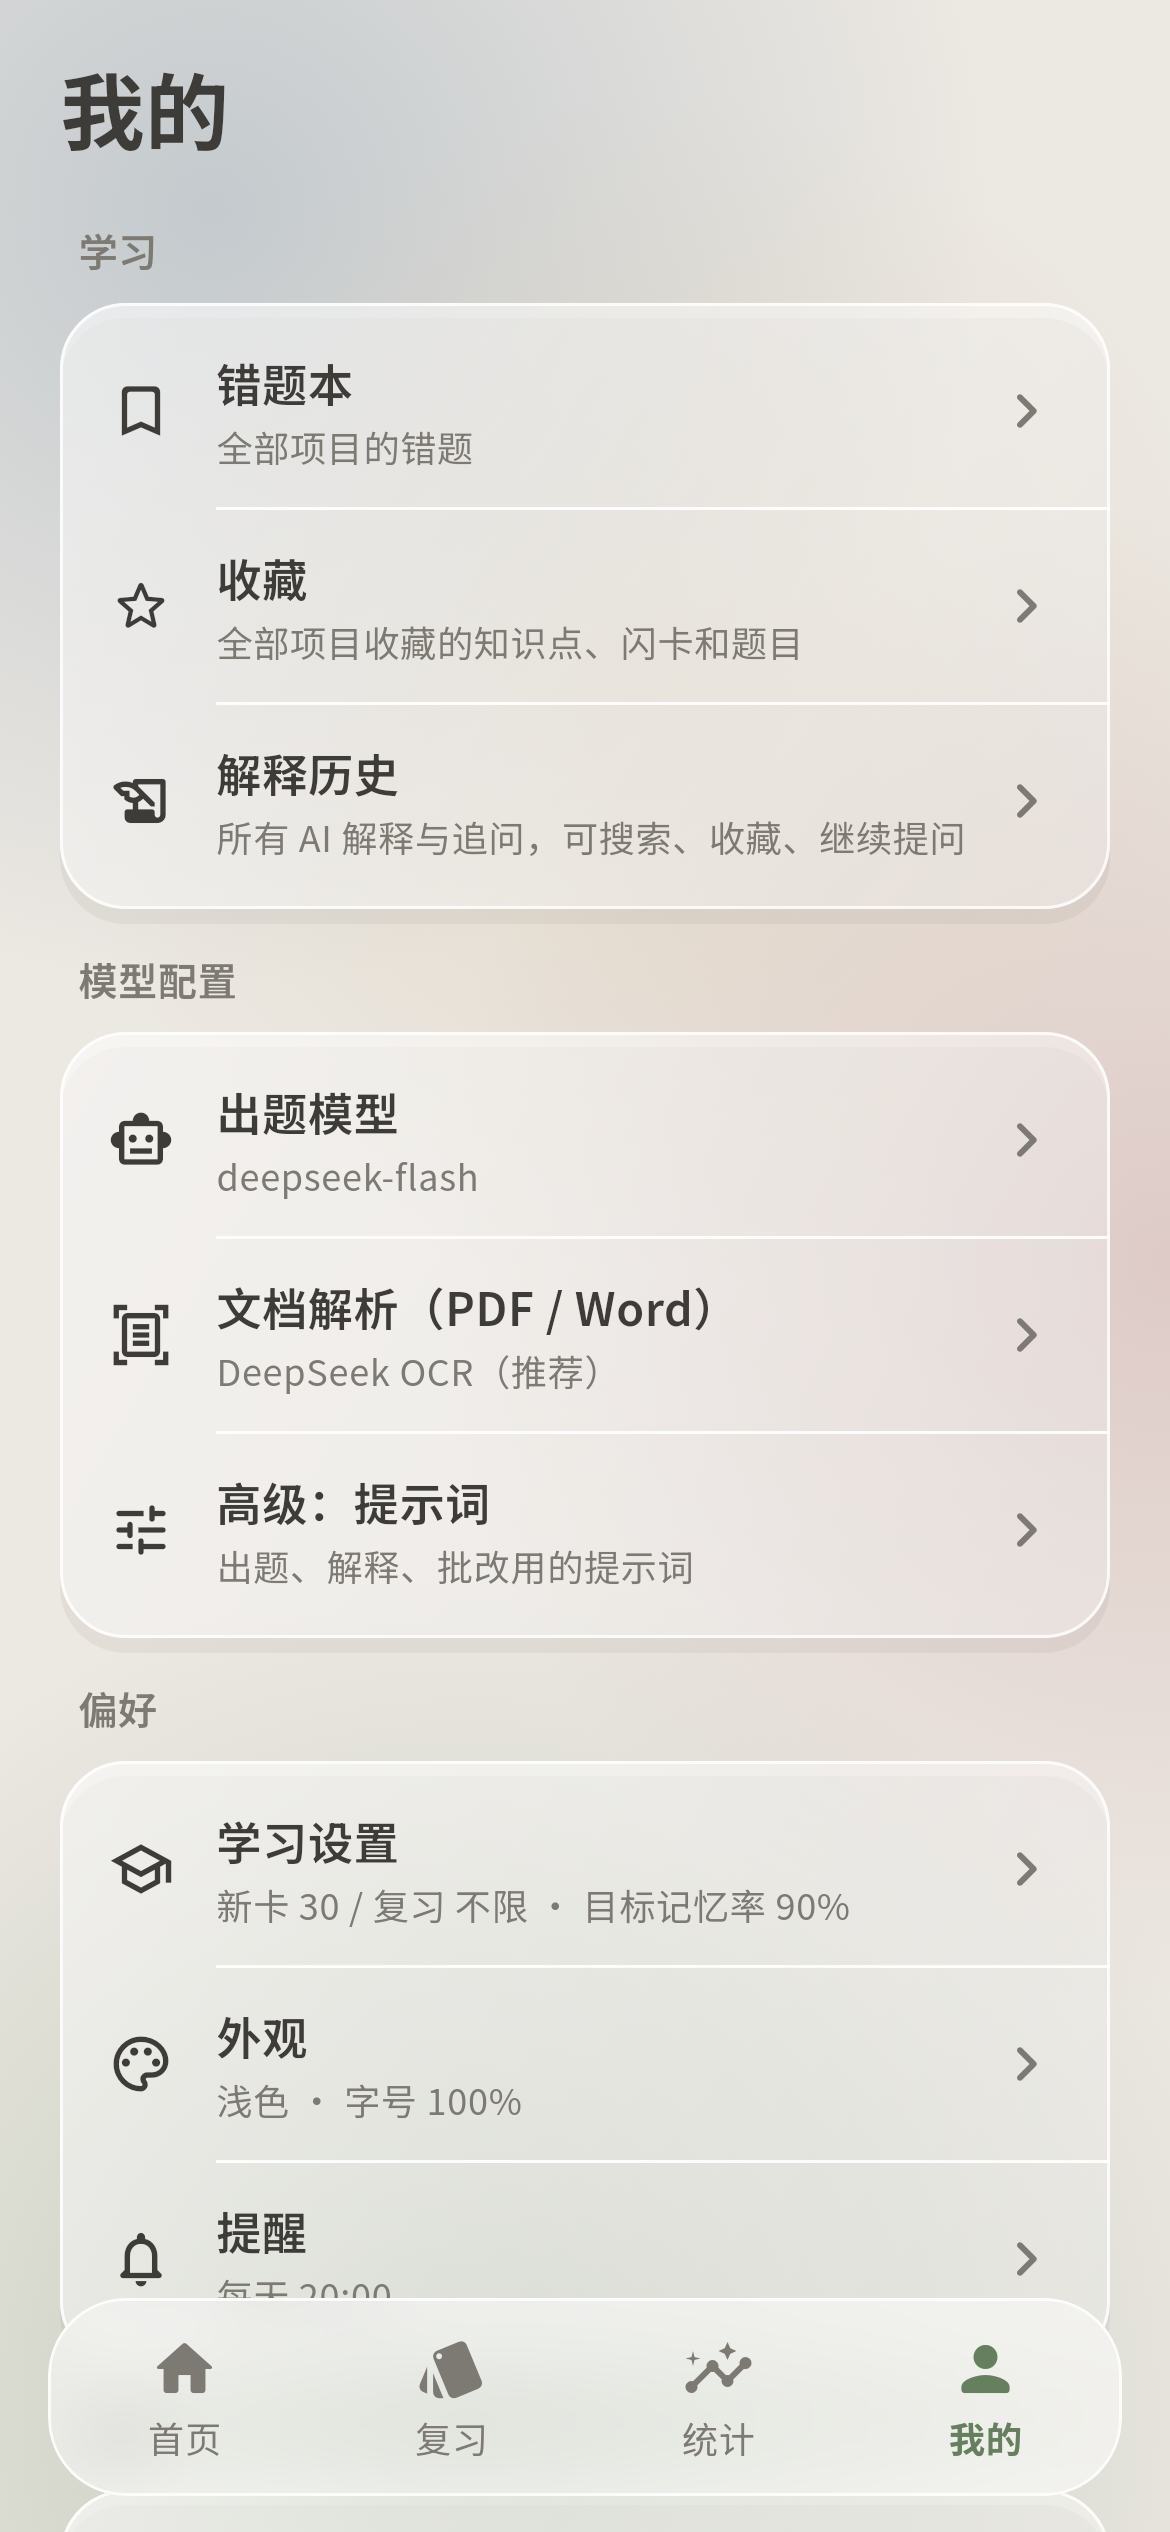 我的
学习
错题本
全部项目的错题
收藏
全部项目收藏的知识点、闪卡和题目
解释历史
所有 AI 解释与追问，可搜索、收藏、继续提问
模型配置
出题模型
deepseek-flash
文档解析（PDF / Word）
DeepSeek OCR（推荐）
高级：提示词
出题、解释、批改用的提示词
偏好
学习设置
新卡 30 / 复习 不限 · 目标记忆率 90%
外观
浅色 · 字号 100%
提醒
每天 20:00
首页
复习
统计
我的